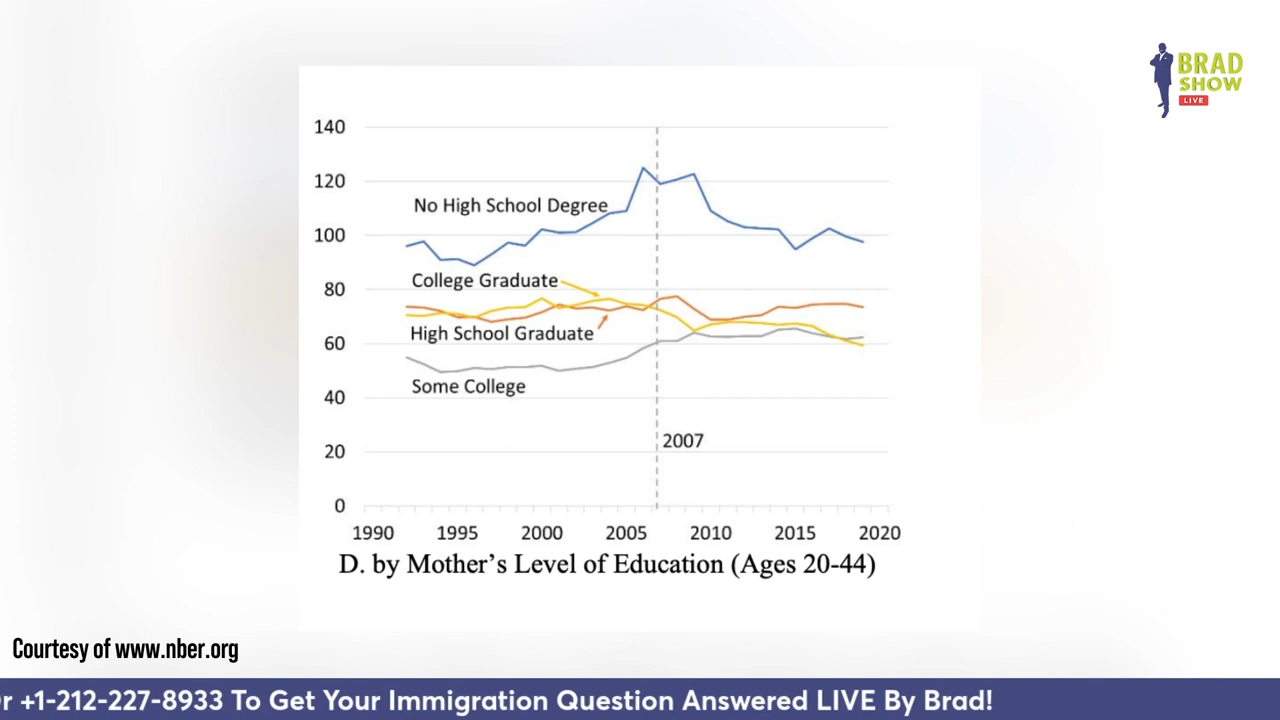 BRAD
SHOW
LIVE
140
120
No High School Degree
100
College Graduate
80
High School Graduate
60
Some College
40
2007
20
0
1990 1995 2000 2005 2010 2015 2020
D. by Mother's Level of Education (Ages 20-44)
Courtesy of www.nber.org
r +1-212-227-8933 To Get Your Immigration Question Answered LIVE By Brad!